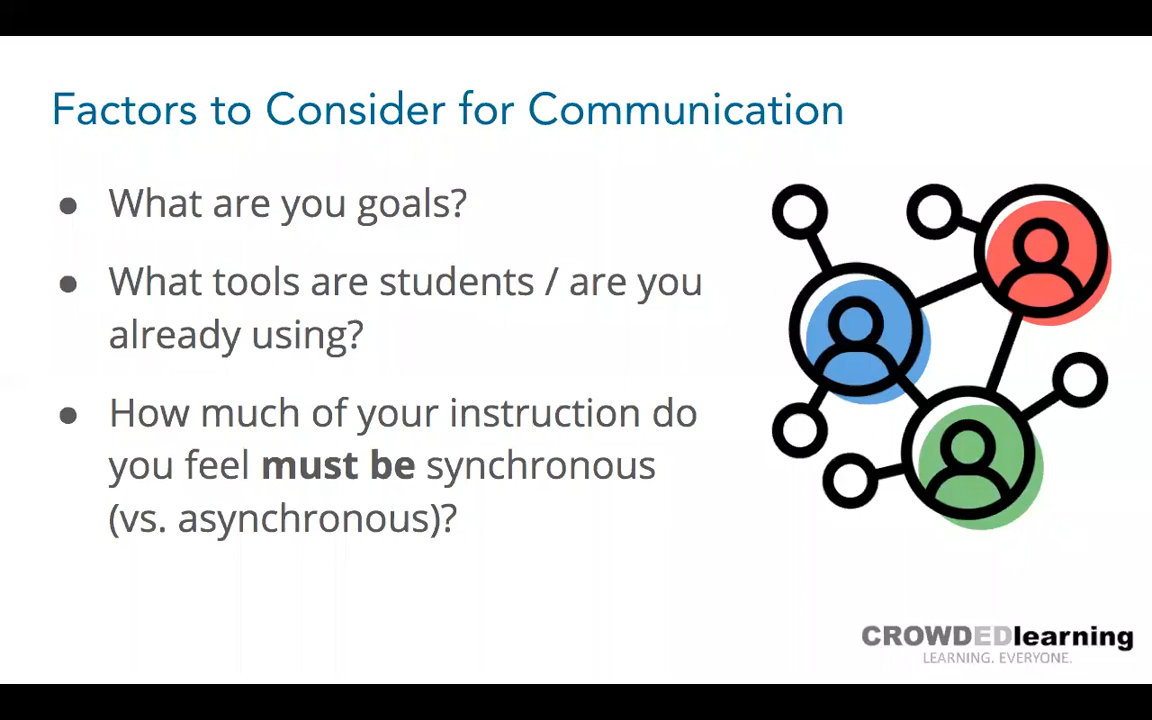 Factors to Consider for Communication
● What are you goals?
● What tools are students / are you
already using?
● How much of your instruction do
you feel must be synchronous
(vs. asynchronous)?
CROWDEDlearning
LEARNING. EVERYONE.